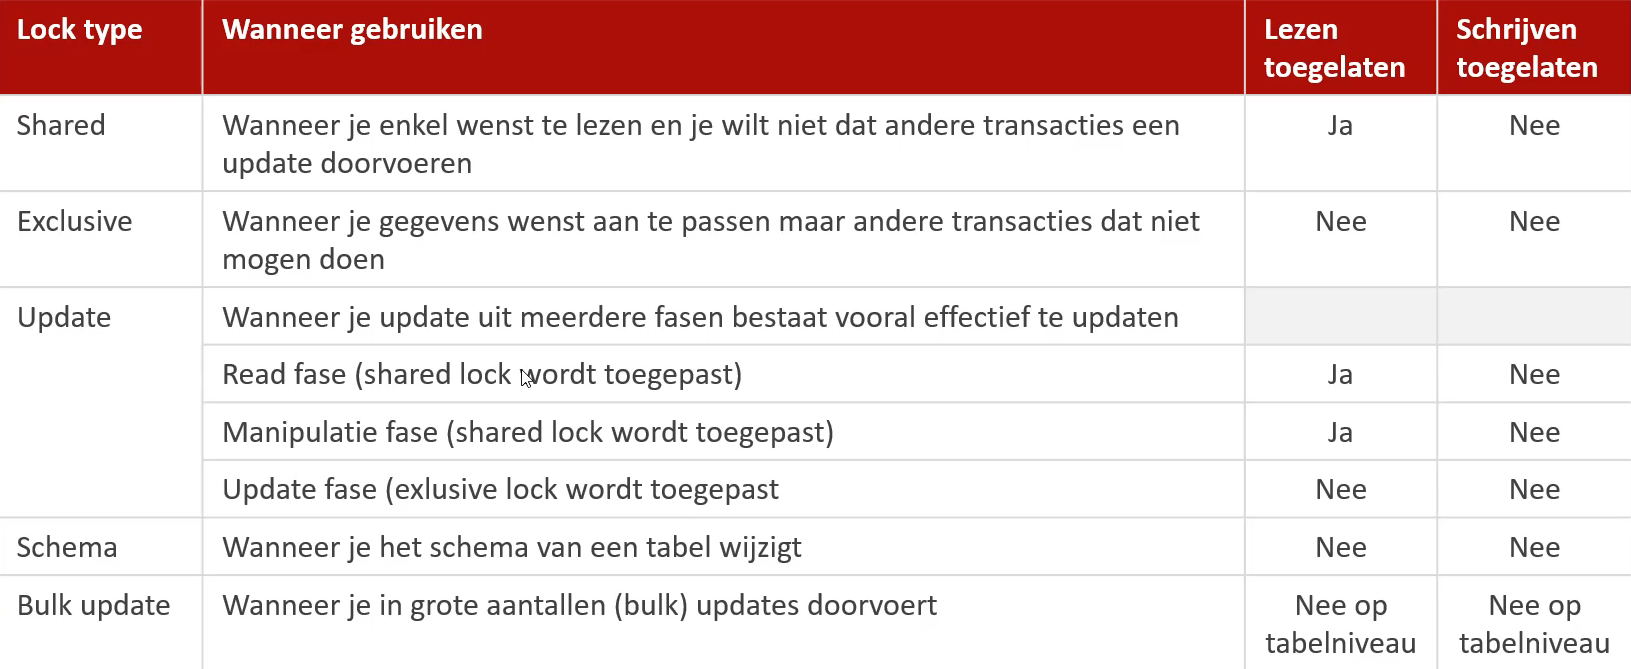 Lock type
Wanneer gebruiken
Lezen
toegelaten
Schrijven
toegelaten
Shared
Wanneer je enkel wenst te lezen en je wilt niet dat andere transacties een
update doorvoeren
Ja
Nee
Exclusive
Wanneer je gegevens wenst aan te passen maar andere transacties dat niet
mogen doen
Nee
Nee
Update
Wanneer je update uit meerdere fasen bestaat vooral effectief te updaten
Read fase (shared lock wordt toegepast)
Ja
Nee
Manipulatie fase (shared lock wordt toegepast)
Ja
Nee
Update fase (exlusive lock wordt toegepast
Nee
Nee
Schema
Wanneer je het schema van een tabel wijzigt
Nee
Nee
Bulk update
Wanneer je in grote aantallen (bulk) updates doorvoert
Nee op
tabelniveau
Nee op
tabelniveau